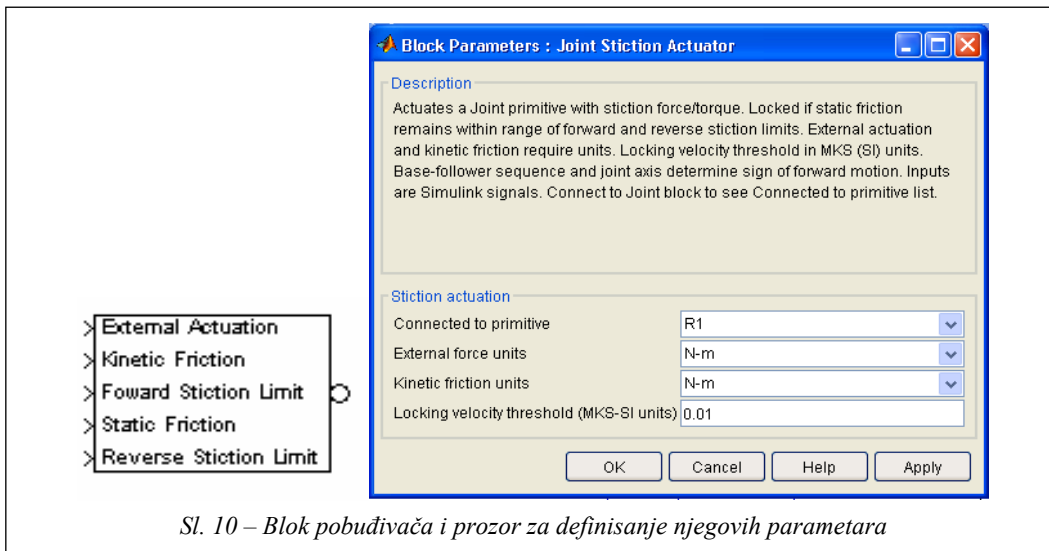 Block Parameters : Joint Stiction Actuator
Description
Actuates a Joint primitive with stiction force/torque. Locked if static friction
remains within range of forward and reverse stiction limits. External actuation
and kinetic friction require units. Locking velocity threshold in MKS (SI) units.
Base-follower sequence and joint axis determine sign of forward motion. Inputs
are Simulink signals. Connect to Joint block to see Connected to primitive list.
External Actuation
Kinetic Friction
Foward Stiction Limit
Static Friction
Reverse Stiction Limit
Stiction actuation
Connected to primitive R1
External force units N-m
Kinetic friction units N-m
Locking velocity threshold (MKS-SI units) 0.01
OK Cancel Help Apply
Sl. 10 – Blok pobuđivača i prozor za definisanje njegovih parametara